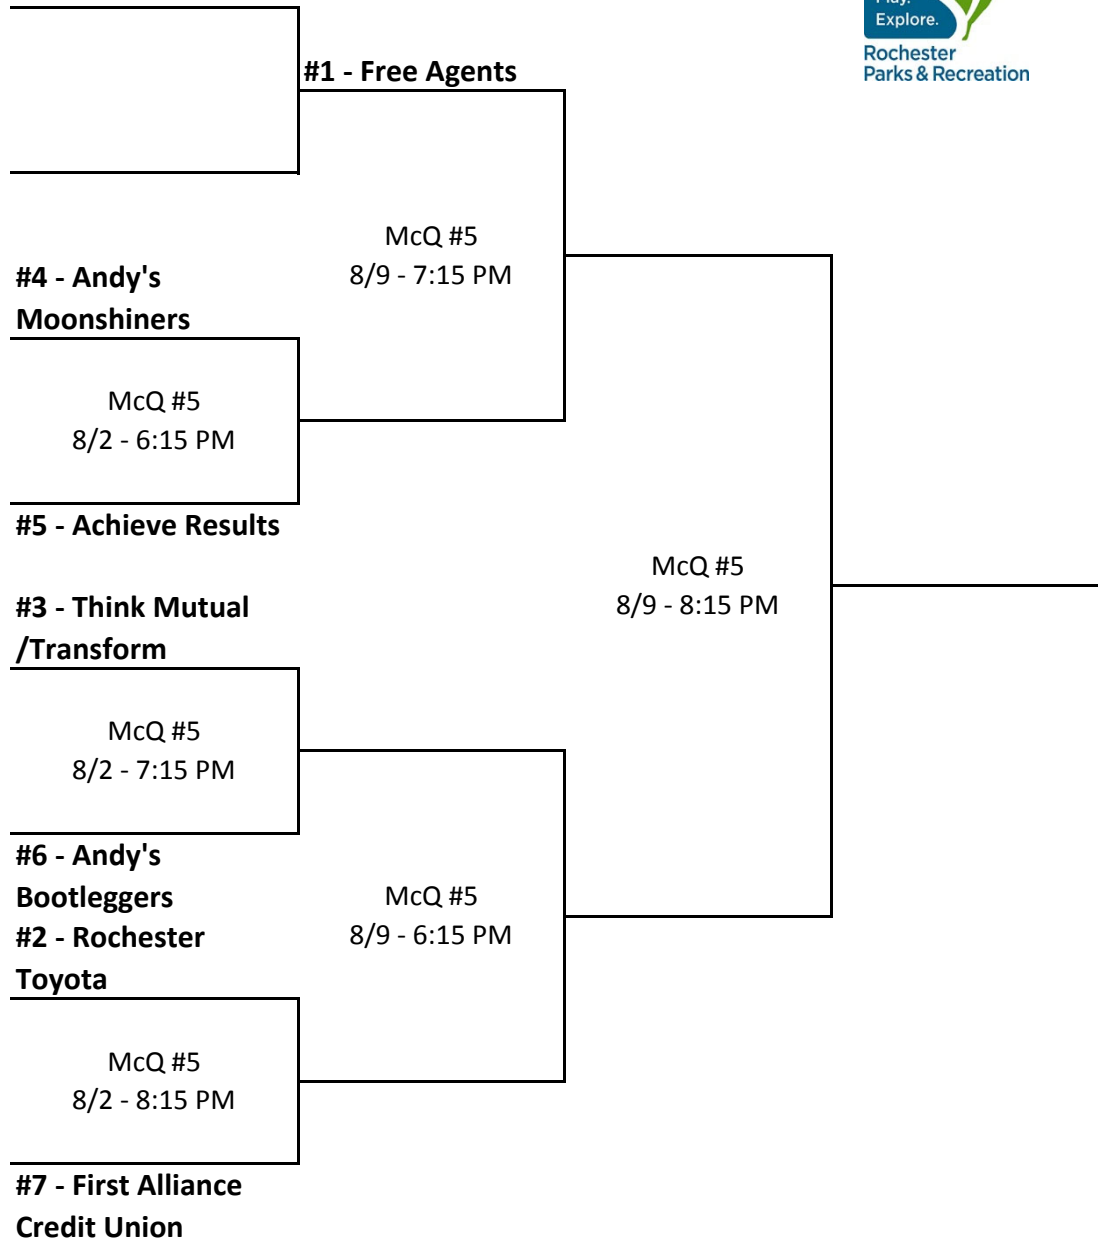 Explore.
Rochester
Parks & Recreation
#1 - Free Agents
McQ #5
8/9 - 7:15 PM
#4 - Andy's
Moonshiners
McQ #5
8/2 - 6:15 PM
#5 - Achieve Results
McQ #5
8/9 - 8:15 PM
#3 - Think Mutual
/Transform
McQ #5
8/2 - 7:15 PM
#6 - Andy's
Bootleggers
McQ #5
8/9 - 6:15 PM
#2 - Rochester
Toyota
McQ #5
8/2 - 8:15 PM
#7 - First Alliance
Credit Union